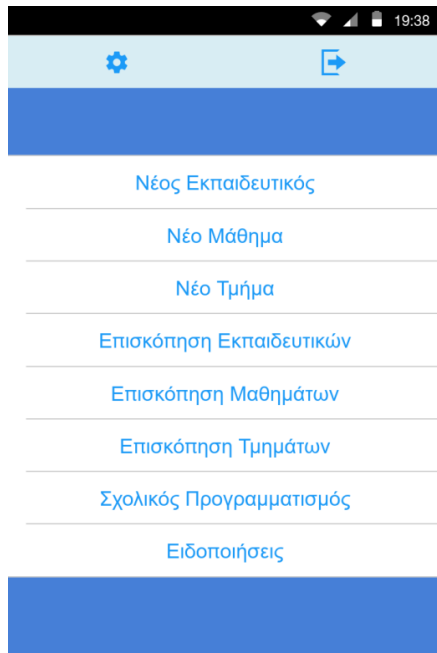 19:38
Νέος Εκπαιδευτικός
Νέο Μάθημα
Νέο Τμήμα
Επισκόπηση Εκπαιδευτικών
Επισκόπηση Μαθημάτων
Επισκόπηση Τμημάτων
Σχολικός Προγραμματισμός
Ειδοποιήσεις